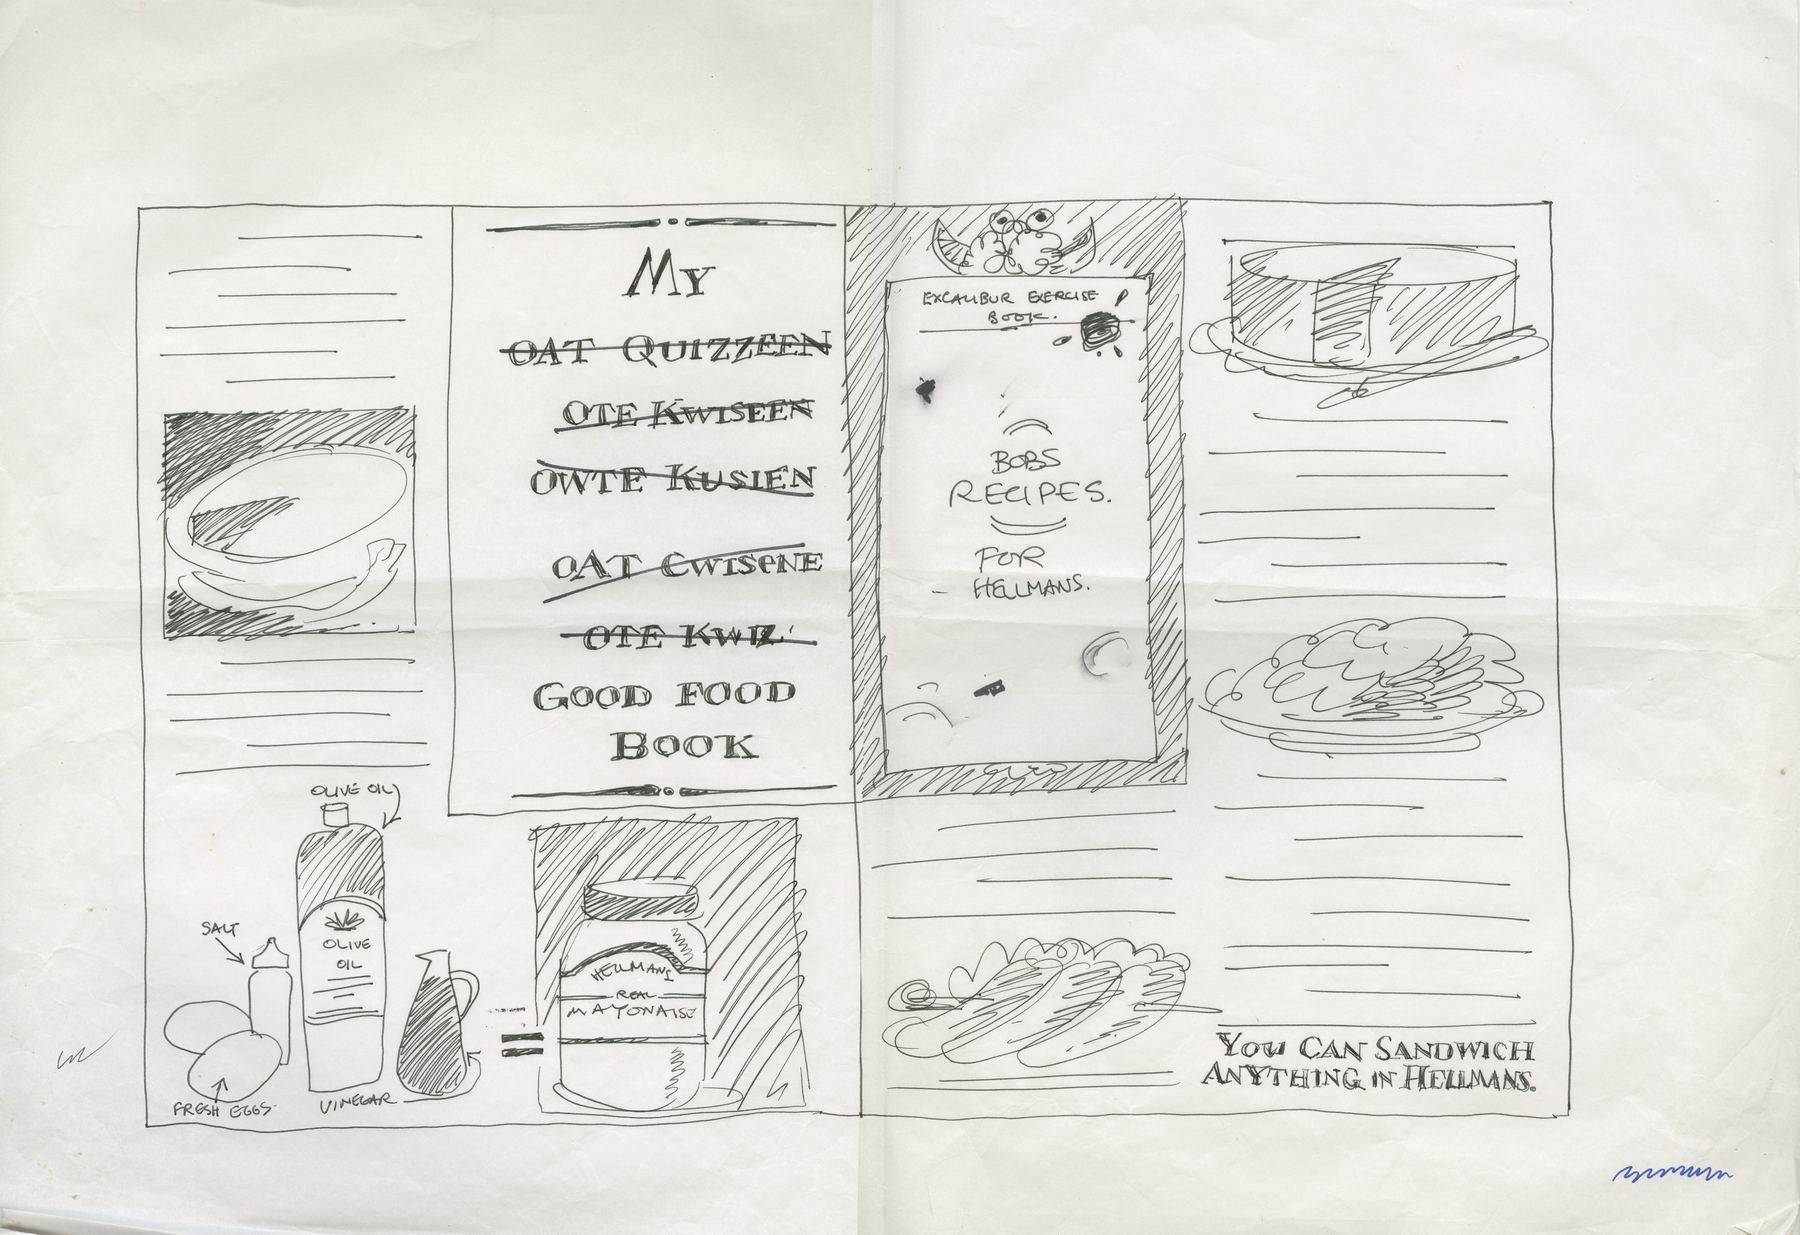 My
OAT QUIZZEEN
OTE KWISEEN
OWTE KUSIEN
OAT CWISENE
OTE KWIZ
GOOD FOOD
BOOK
OLIVE OIL
SALT
OLIVE
OIL
FRESH EGGS
VINEGAR
=
HELLMANS
REAL
MAYONAISE
EXCALIBUR EXERCISE
BOOK.
BOBS
RECIPES.
FOR
HELLMANS.
YOU CAN SANDWICH
ANYTHING IN HELLMANS.